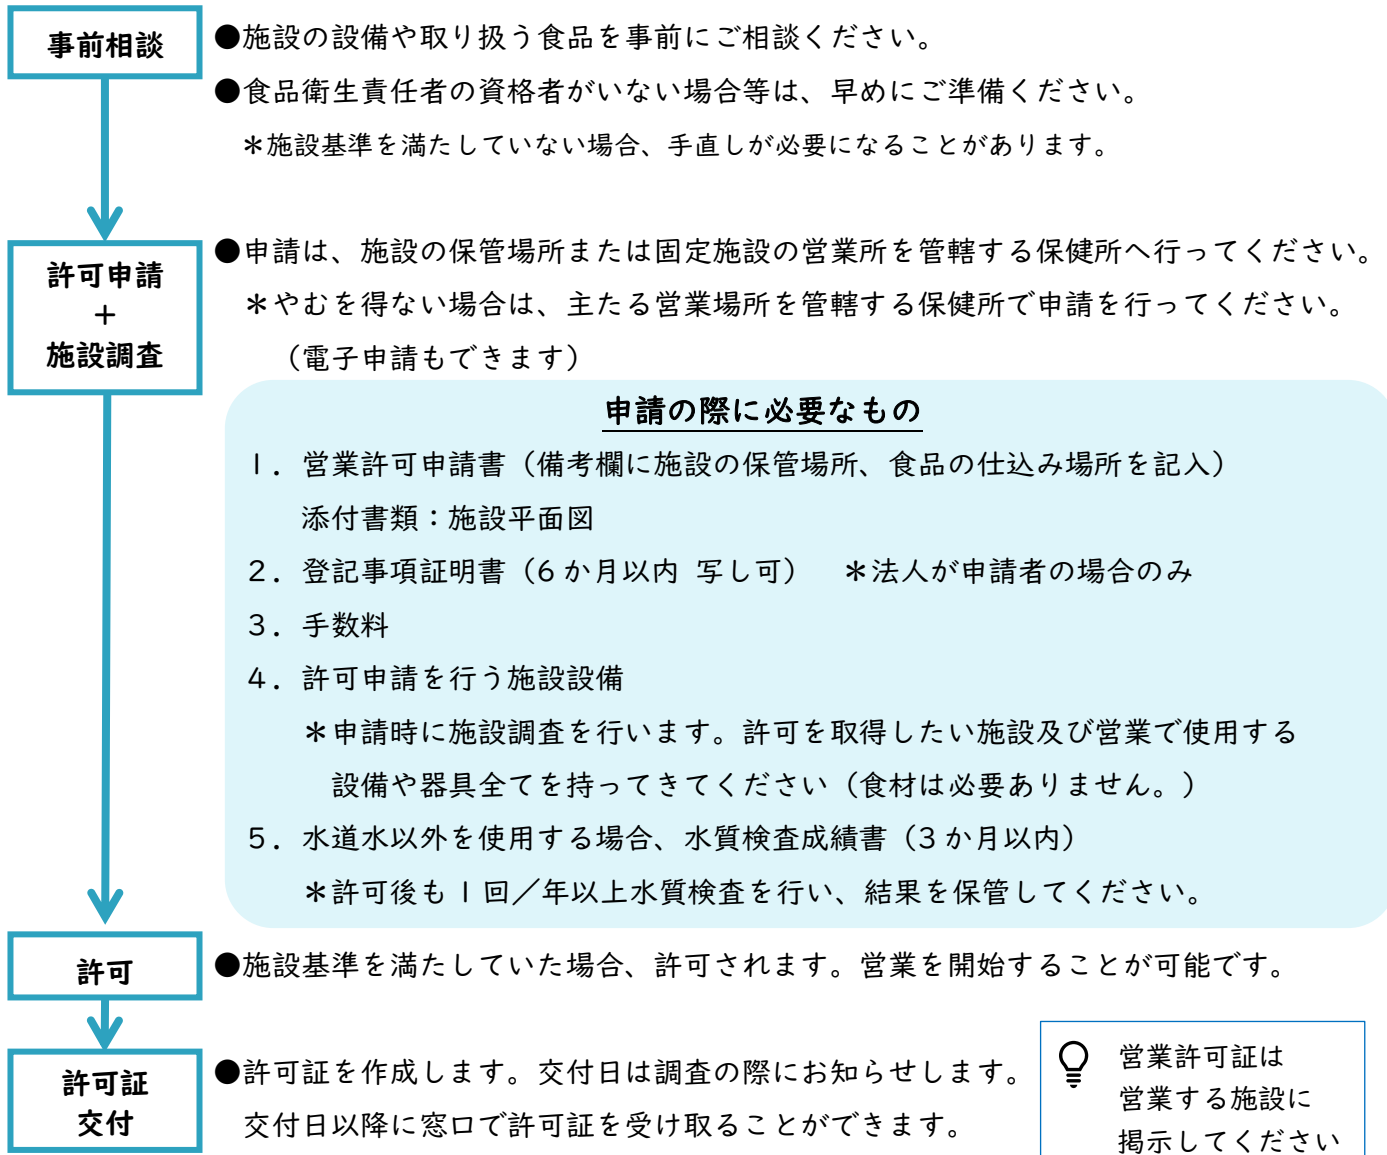 事前相談
●施設の設備や取り扱う食品を事前にご相談ください。
●食品衛生責任者の資格者がいない場合等は、早めにご準備ください。
＊施設基準を満たしていない場合、手直しが必要になることがあります。
許可申請
＋
施設調査
●申請は、施設の保管場所または固定施設の営業所を管轄する保健所へ行ってください。
＊やむを得ない場合は、主たる営業場所を管轄する保健所で申請を行ってください。
（電子申請もできます）
申請の際に必要なもの
１．営業許可申請書（備考欄に施設の保管場所、食品の仕込み場所を記入）
添付書類：施設平面図
２．登記事項証明書（6か月以内 写し可）　＊法人が申請者の場合のみ
３．手数料
４．許可申請を行う施設設備
＊申請時に施設調査を行います。許可を取得したい施設及び営業で使用する
設備や器具全てを持ってきてください（食材は必要ありません。）
５．水道水以外を使用する場合、水質検査成績書（3か月以内）
＊許可後も１回／年以上水質検査を行い、結果を保管してください。
許可
●施設基準を満たしていた場合、許可されます。営業を開始することが可能です。
許可証
交付
●許可証を作成します。交付日は調査の際にお知らせします。
交付日以降に窓口で許可証を受け取ることができます。
営業許可証は
営業する施設に
掲示してください